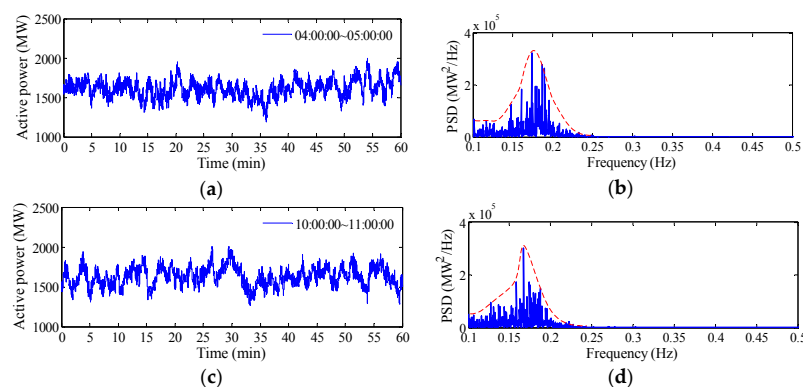 2500
2000
1500
1000
Active power (MW)
04:00:00~05:00:00
0 5 10 15 20 25 30 35 40 45 50 55 60
Time (min)
(a)
4 x 10^5
2
0
PSD (MW²/Hz)
0.1 0.15 0.2 0.25 0.3 0.35 0.4 0.45 0.5
Frequency (Hz)
(b)
2500
2000
1500
1000
Active power (MW)
10:00:00~11:00:00
0 5 10 15 20 25 30 35 40 45 50 55 60
Time (min)
(c)
4 x 10^5
2
0
PSD (MW²/Hz)
0.1 0.15 0.2 0.25 0.3 0.35 0.4 0.45 0.5
Frequency (Hz)
(d)